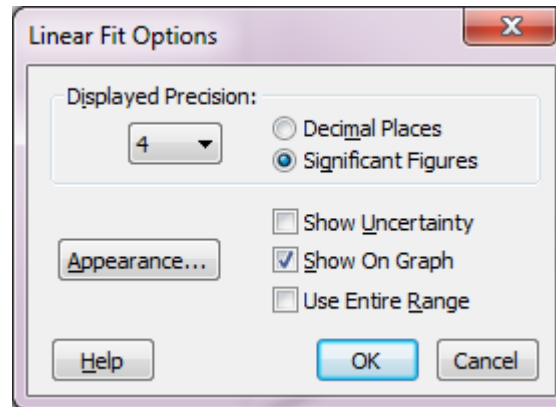 Linear Fit Options
Displayed Precision:
4
Decimal Places
Significant Figures
Show Uncertainty
Appearance...
Show On Graph
Use Entire Range
Help
OK
Cancel